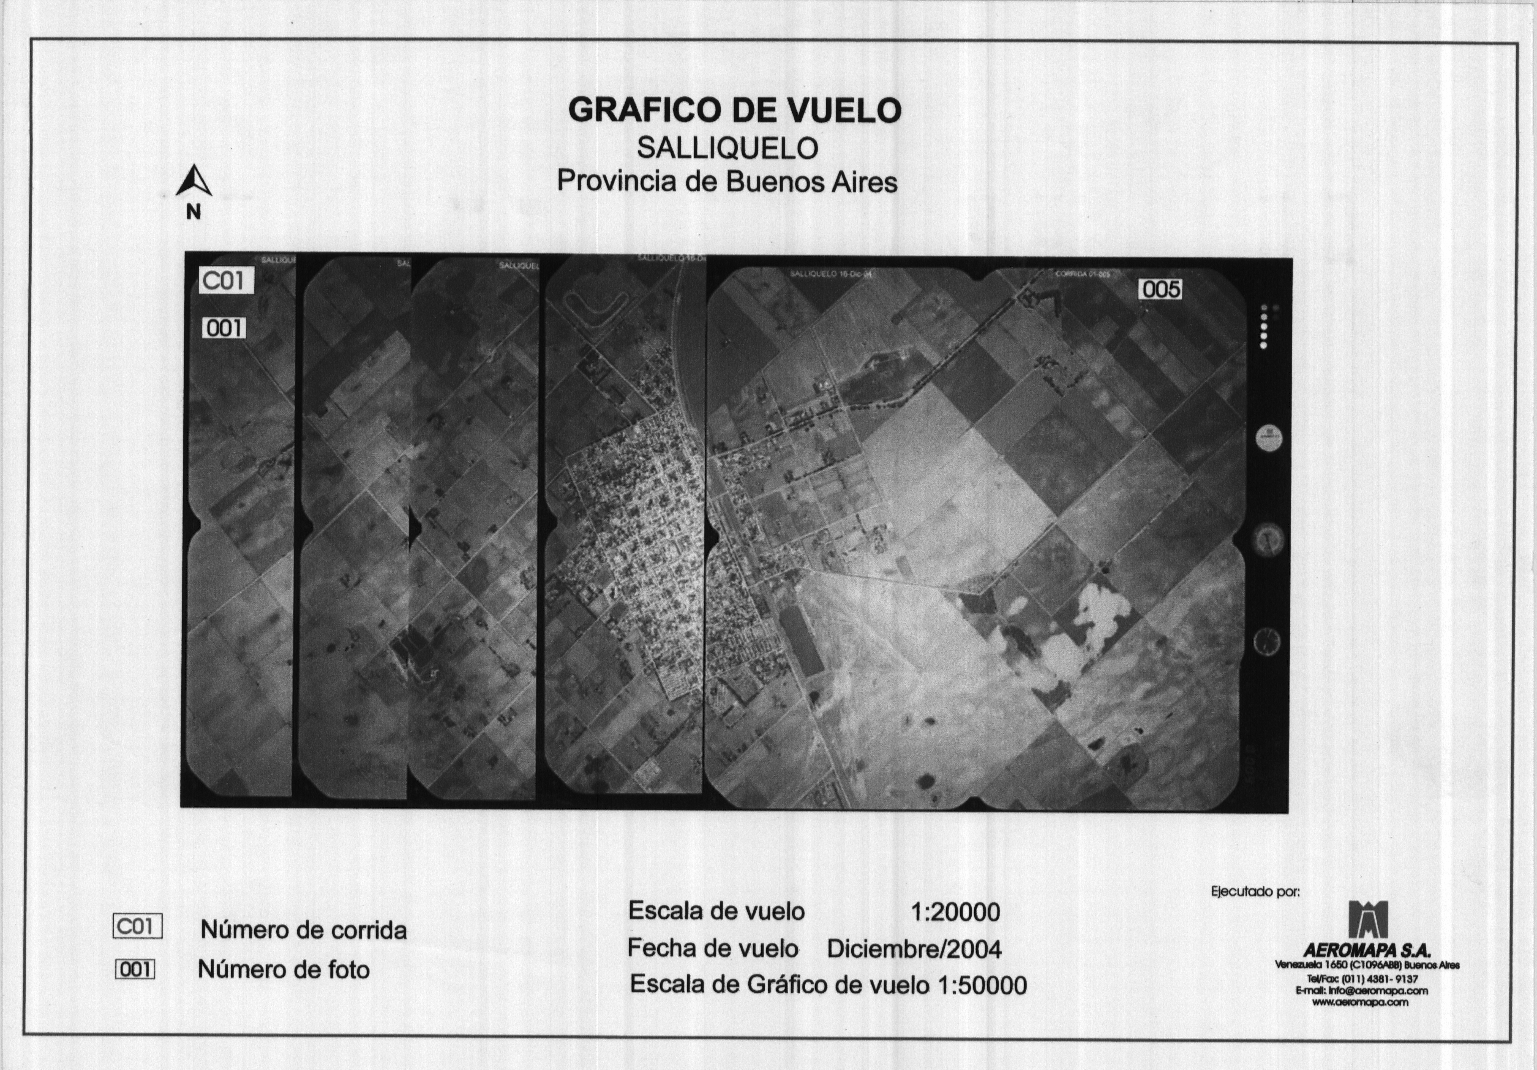 GRAFICO DE VUELO
SALLIQUELO
Provincia de Buenos Aires
N
C01
001
SALLIQUELO 16-Dic-04
CORRIDA 01-005
005
C01 Número de corrida
001 Número de foto
Escala de vuelo 1:20000
Fecha de vuelo Diciembre/2004
Escala de Gráfico de vuelo 1:50000
Ejecutado por:
AEROMAPA S.A.
Venezuela 1650 (C1096ABB) Buenos Aires
Tel/Fax: (011) 4381- 9137
E-mail: info@aeromapa.com
www.aeromapa.com